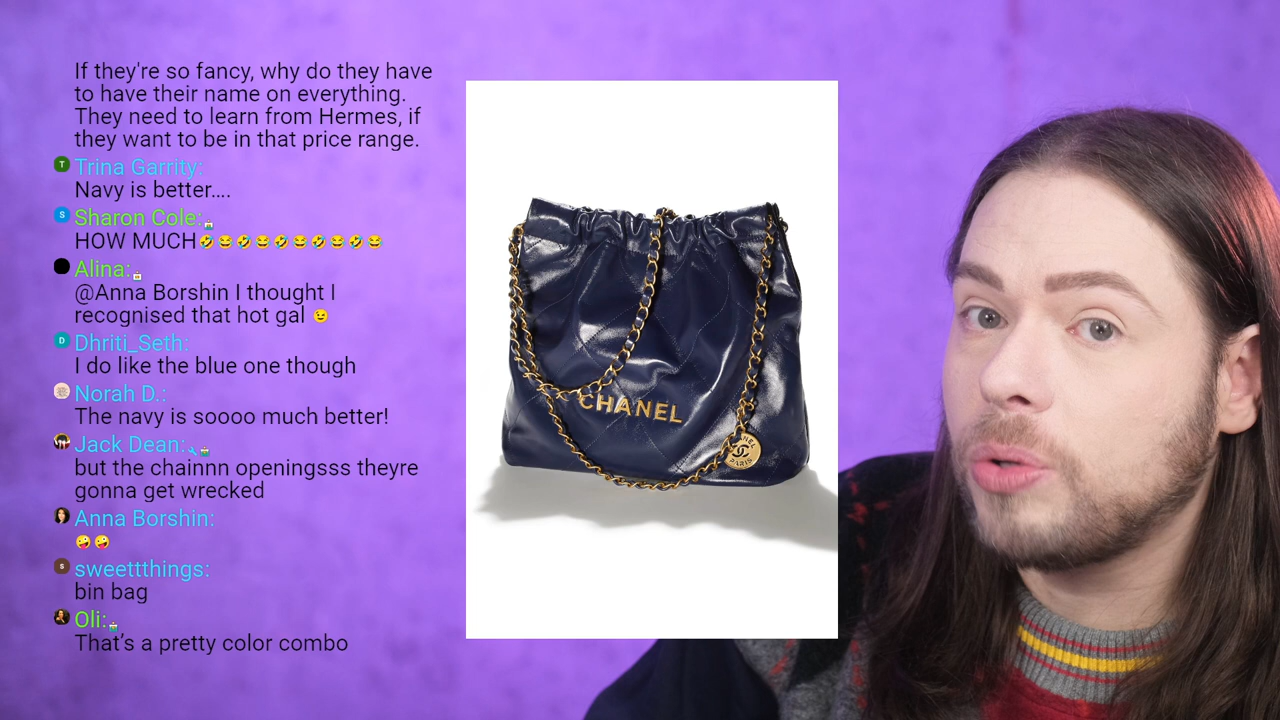 If they're so fancy, why do they have
to have their name on everything.
They need to learn from Hermes, if
they want to be in that price range.
T
Trina Garrity:
Navy is better....
S
Sharon Cole:
HOW MUCH🤣😂🤣😂🤣😂🤣😂🤣😂
Alina:
@Anna Borshin I thought I
recognised that hot gal 😉
D
Dhriti_Seth:
I do like the blue one though
Norah D.:
The navy is soooo much better!
Jack Dean:
but the chainnn openingsss theyre
gonna get wrecked
Anna Borshin:
🤪🤪
s
sweettthings:
bin bag
Oli:
That's a pretty color combo
CHANEL
PARIS